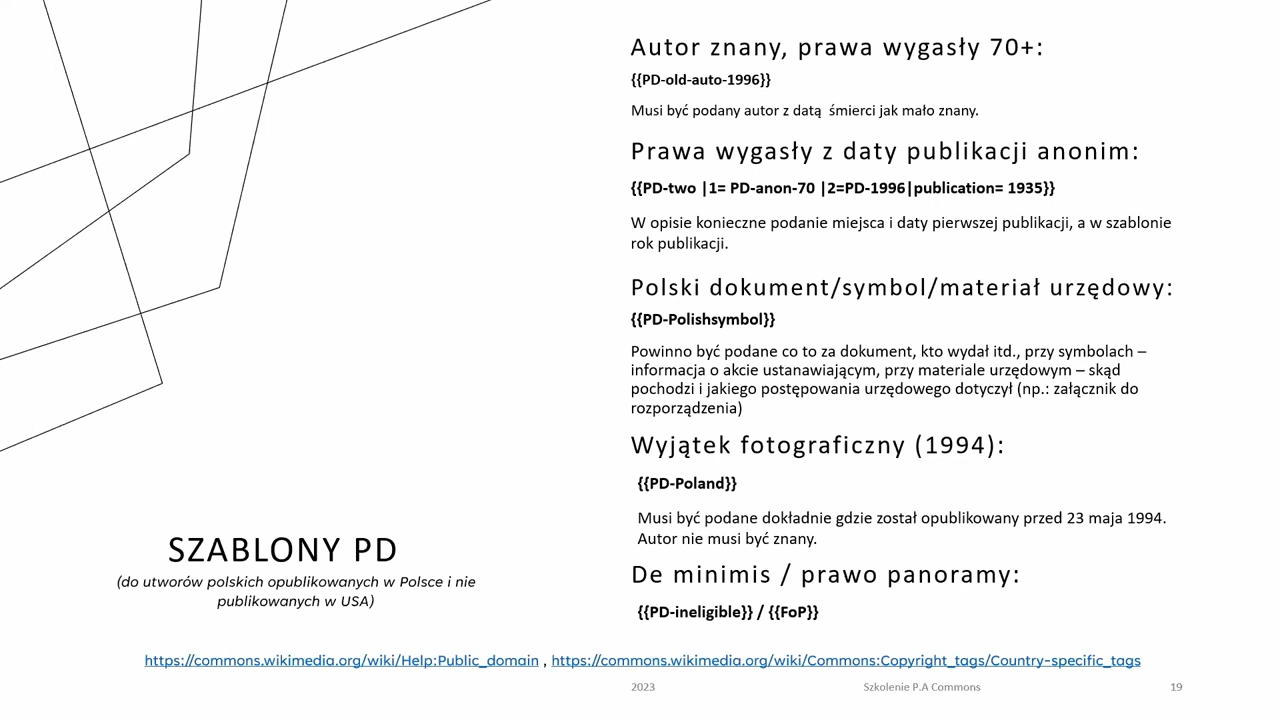 SZABLONY PD
(do utworów polskich opublikowanych w Polsce i nie
publikowanych w USA)
Autor znany, prawa wygasły 70+:
{{PD-old-auto-1996}}
Musi być podany autor z datą  śmierci jak mało znany.
Prawa wygasły z daty publikacji anonim:
{{PD-two |1= PD-anon-70 |2=PD-1996|publication= 1935}}
W opisie konieczne podanie miejsca i daty pierwszej publikacji, a w szablonie
rok publikacji.
Polski dokument/symbol/materiał urzędowy:
{{PD-Polishsymbol}}
Powinno być podane co to za dokument, kto wydał itd., przy symbolach –
informacja o akcie ustanawiającym, przy materiale urzędowym – skąd
pochodzi i jakiego postępowania urzędowego dotyczył (np.: załącznik do
rozporządzenia)
Wyjątek fotograficzny (1994):
{{PD-Poland}}
Musi być podane dokładnie gdzie został opublikowany przed 23 maja 1994.
Autor nie musi być znany.
De minimis / prawo panoramy:
{{PD-ineligible}} / {{FoP}}
https://commons.wikimedia.org/wiki/Help:Public_domain , https://commons.wikimedia.org/wiki/Commons:Copyright_tags/Country-specific_tags
2023 Szkolenie P.A Commons 19